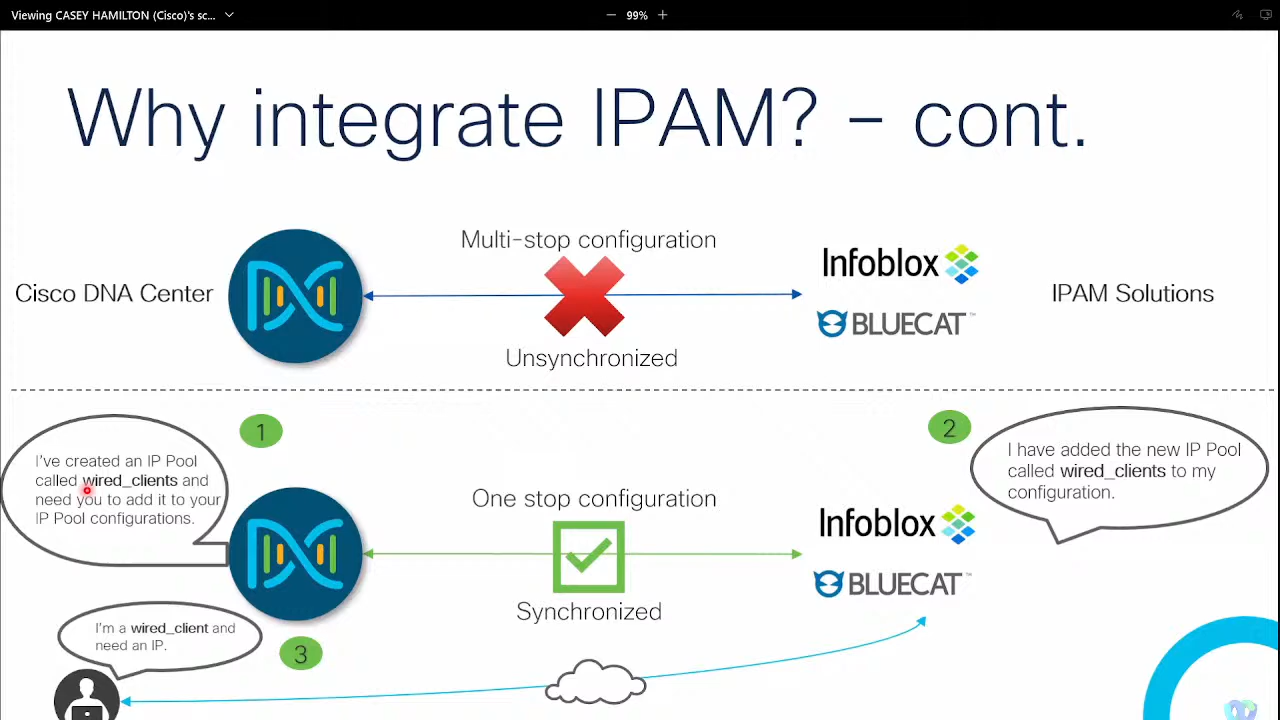 Viewing CASEY HAMILTON (Cisco)'s sc...
99%
Why integrate IPAM? – cont.
Multi-stop configuration
Cisco DNA Center
Infoblox
BLUECAT™
IPAM Solutions
Unsynchronized
1
I've created an IP Pool
called wired_clients and
need you to add it to your
IP Pool configurations.
2
I have added the new IP Pool
called wired_clients to my
configuration.
One stop configuration
Infoblox
BLUECAT™
Synchronized
I'm a wired_client and
need an IP.
3